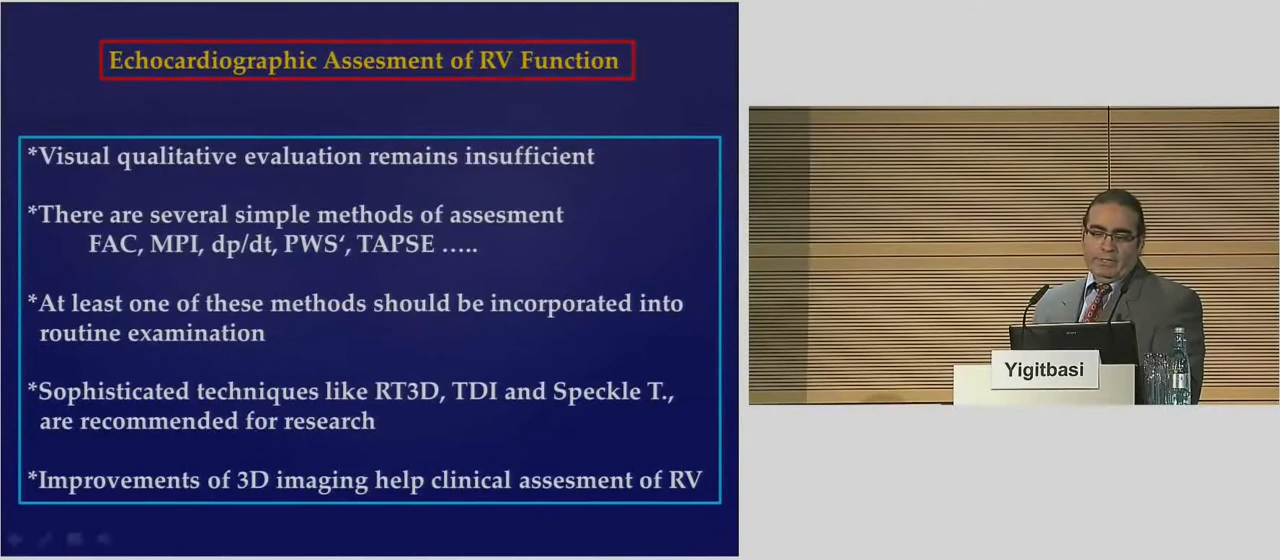 Echocardiographic Assesment of RV Function
*Visual qualitative evaluation remains insufficient
*There are several simple methods of assesment
FAC, MPI, dp/dt, PWS‘, TAPSE …..
*At least one of these methods should be incorporated into
routine examination
*Sophisticated techniques like RT3D, TDI and Speckle T.,
are recommended for research
*Improvements of 3D imaging help clinical assesment of RV
Yigitbasi